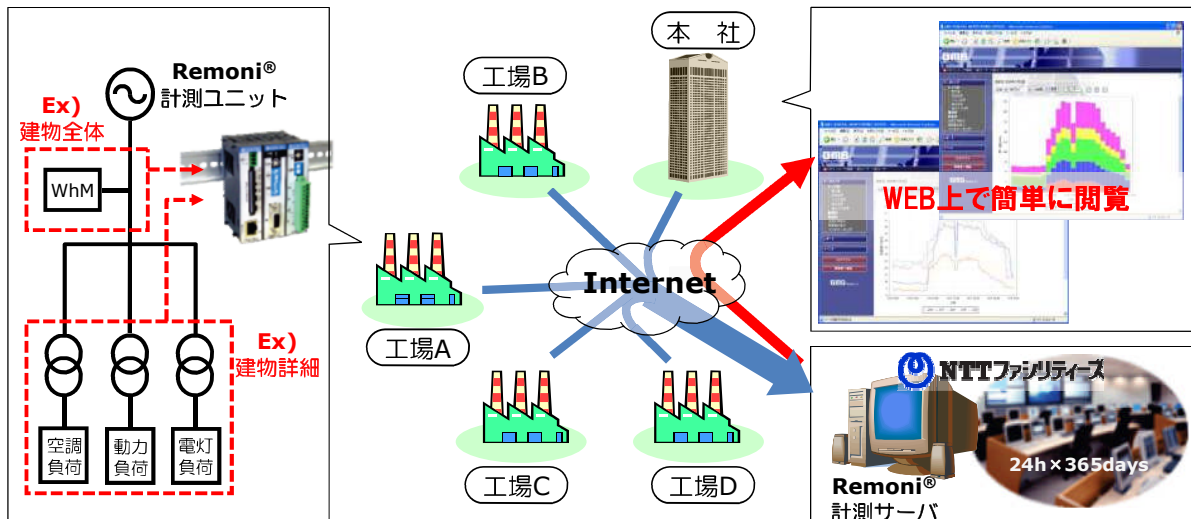 Remoni®
計測ユニット
Ex)
建物全体
WhM
Ex)
建物詳細
空調
負荷
動力
負荷
電灯
負荷
工場B
本 社
工場A
Internet
工場C
工場D
WEB上で簡単に閲覧
NTTファシリティーズ
24h×365days
Remoni®
計測サーバ